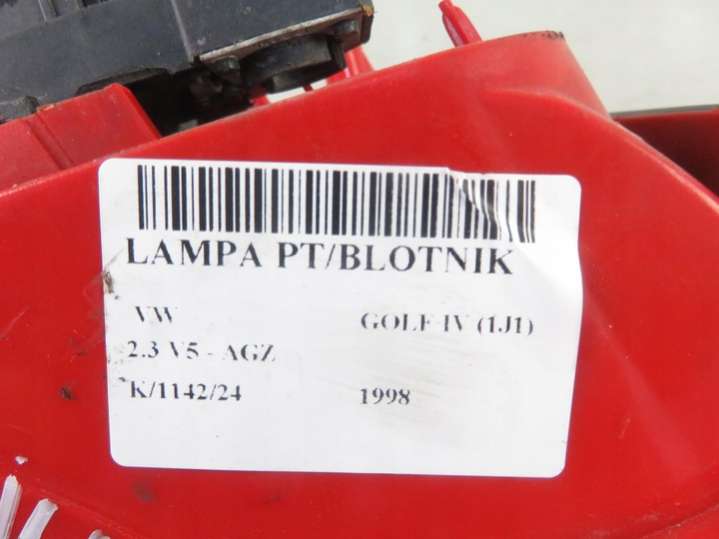 LAMPA PT/BLOTNIK
VW GOLF IV (1J1)
2.3 V5 - AGZ
K/1142/24 1998